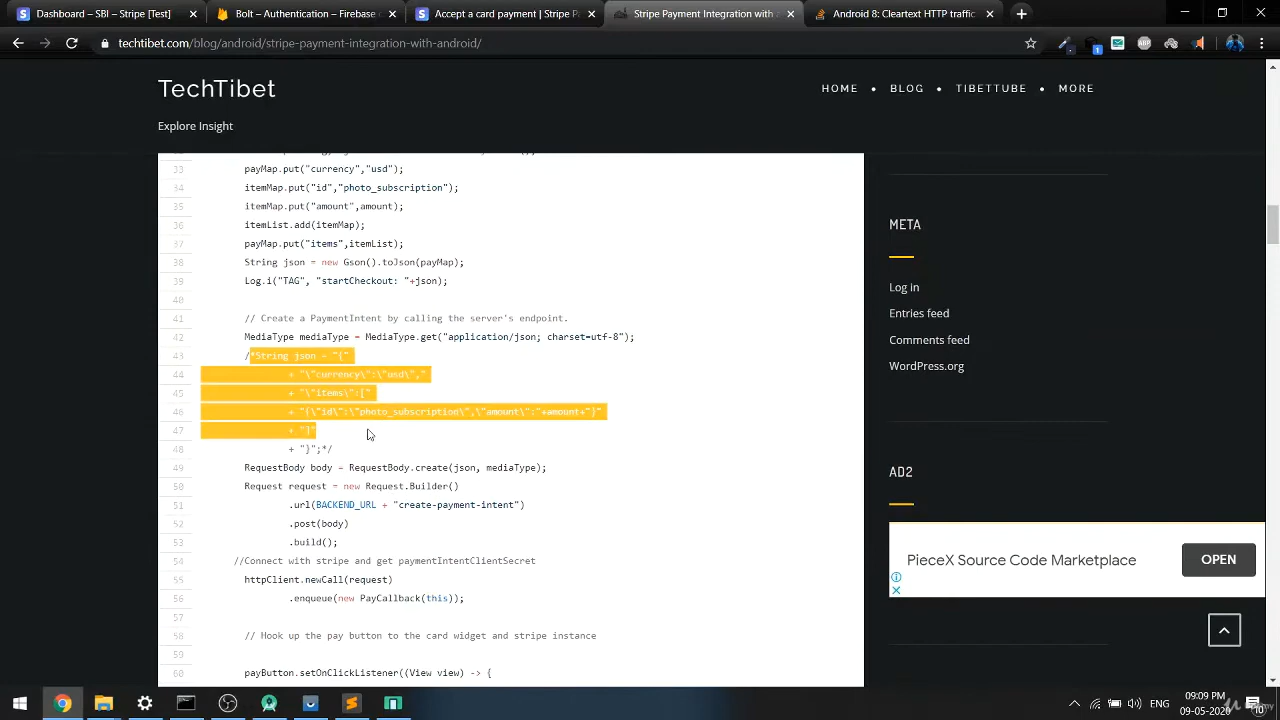 Dashboard – SBI – Stripe [Test]
Bolt – Authentication – Firebase c
Accept a card payment | Stripe Pa
Stripe Payment Integration with
Android 8: Cleartext HTTP traffic
techtibet.com/blog/android/stripe-payment-integration-with-android/
TechTibet
HOME • BLOG • TIBETTUBE • MORE
Explore Insight
33 payMap.put("currency","usd");
34 itemMap.put("id","photo_subscription");
35 itemMap.put("amount",amount);
36 itemList.add(itemMap);
37 payMap.put("items",itemList);
38 String json = new Gson().toJson(payMap);
39 Log.i("TAG", "startCheckout: "+json);
40
41 // Create a PaymentIntent by calling the server's endpoint.
42 MediaType mediaType = MediaType.get("application/json; charset=utf-8");
43 /*String json = "{"
44 + "\"currency\":\"usd\","
45 + "\"items\":["
46 + "{\"id\":\"photo_subscription\",\"amount\":"+amount+"}"
47 + "]"
48 + "}";*/
49 RequestBody body = RequestBody.create(json, mediaType);
50 Request request = new Request.Builder()
51 .url(BACKEND_URL + "create-payment-intent")
52 .post(body)
53 .build();
54 //Connect with stripe and get paymentintentClientSecret
55 httpClient.newCall(request)
56 .enqueue(new PayCallback(this));
57
58 // Hook up the pay button to the card widget and stripe instance
59
60 payButton.setOnClickListener((View view) -> {
META
Log in
Entries feed
Comments feed
WordPress.org
AD2
PieceX Source Code Marketplace
OPEN
ENG
09:09 PM
09-05-2020